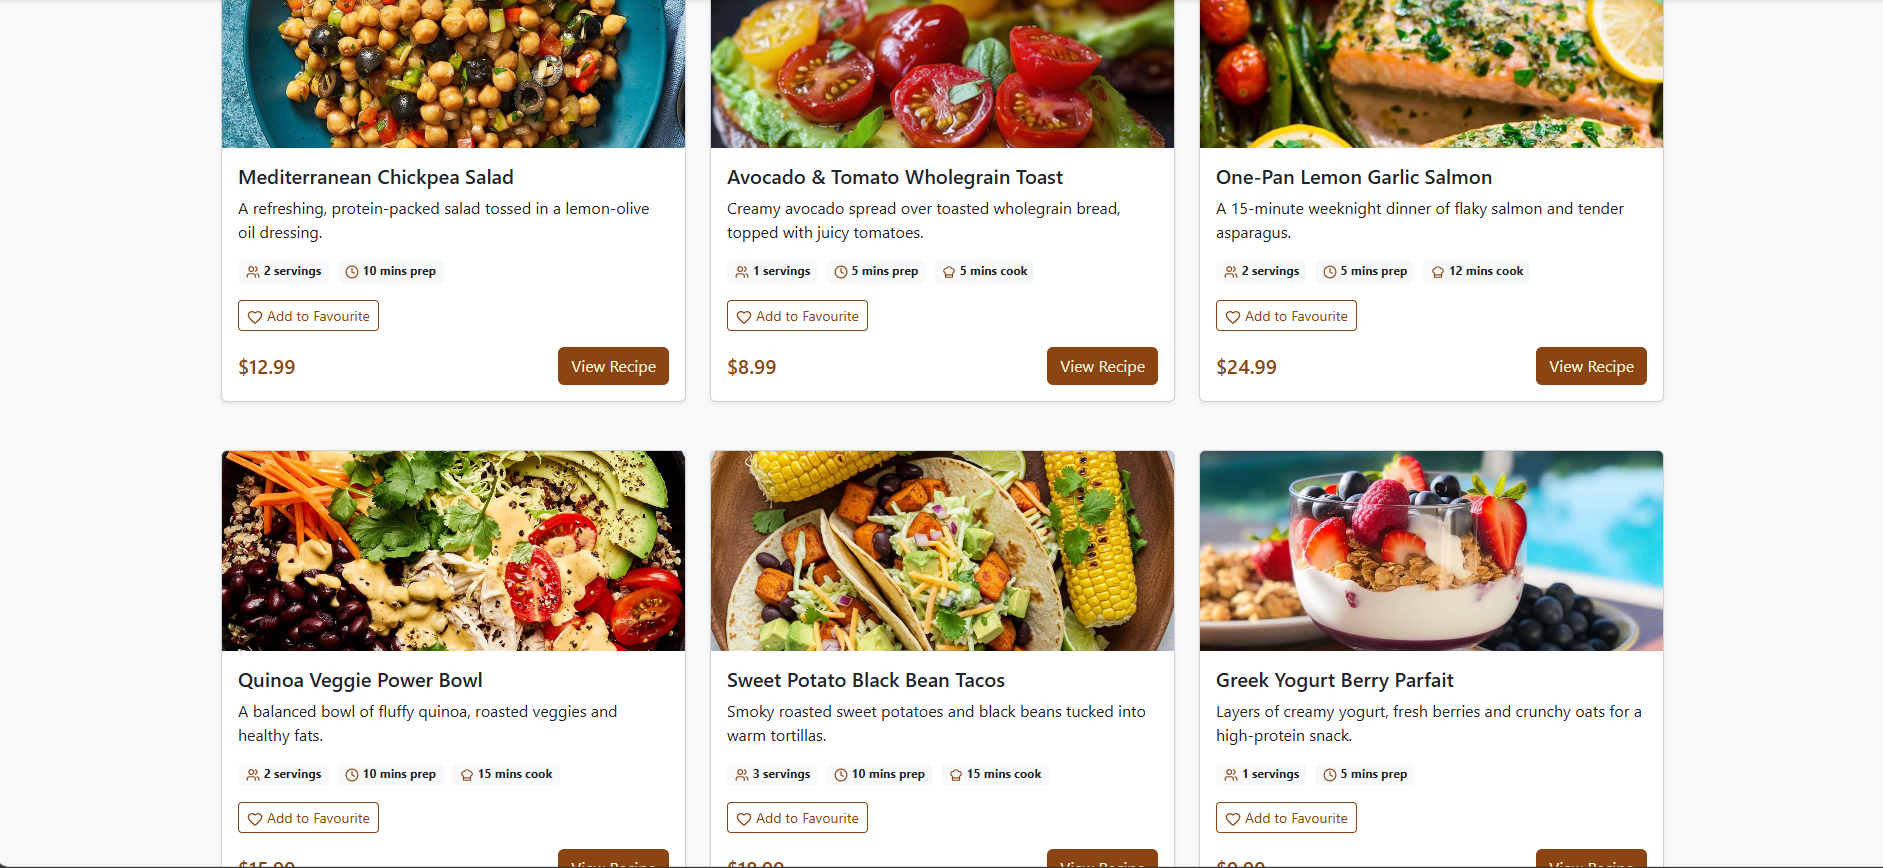 Mediterranean Chickpea Salad
A refreshing, protein-packed salad tossed in a lemon-olive
oil dressing.
2 servings 10 mins prep
Add to Favourite
$12.99 View Recipe
Avocado & Tomato Wholegrain Toast
Creamy avocado spread over toasted wholegrain bread,
topped with juicy tomatoes.
1 servings 5 mins prep 5 mins cook
Add to Favourite
$8.99 View Recipe
One-Pan Lemon Garlic Salmon
A 15-minute weeknight dinner of flaky salmon and tender
asparagus.
2 servings 5 mins prep 12 mins cook
Add to Favourite
$24.99 View Recipe
Quinoa Veggie Power Bowl
A balanced bowl of fluffy quinoa, roasted veggies and
healthy fats.
2 servings 10 mins prep 15 mins cook
Add to Favourite
View Recipe
Sweet Potato Black Bean Tacos
Smoky roasted sweet potatoes and black beans tucked into
warm tortillas.
3 servings 10 mins prep 15 mins cook
Add to Favourite
View Recipe
Greek Yogurt Berry Parfait
Layers of creamy yogurt, fresh berries and crunchy oats for a
high-protein snack.
1 servings 5 mins prep
Add to Favourite
View Recipe